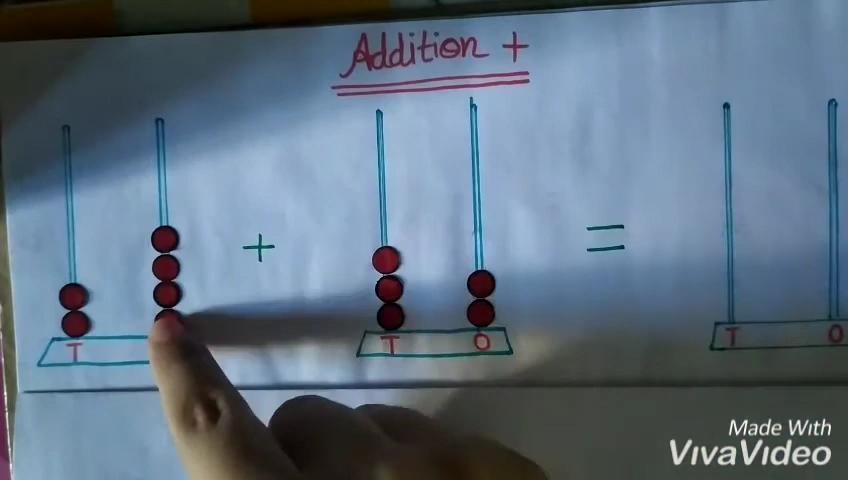 Addition +
+ =
T
T O
T O
Made With
VivaVideo